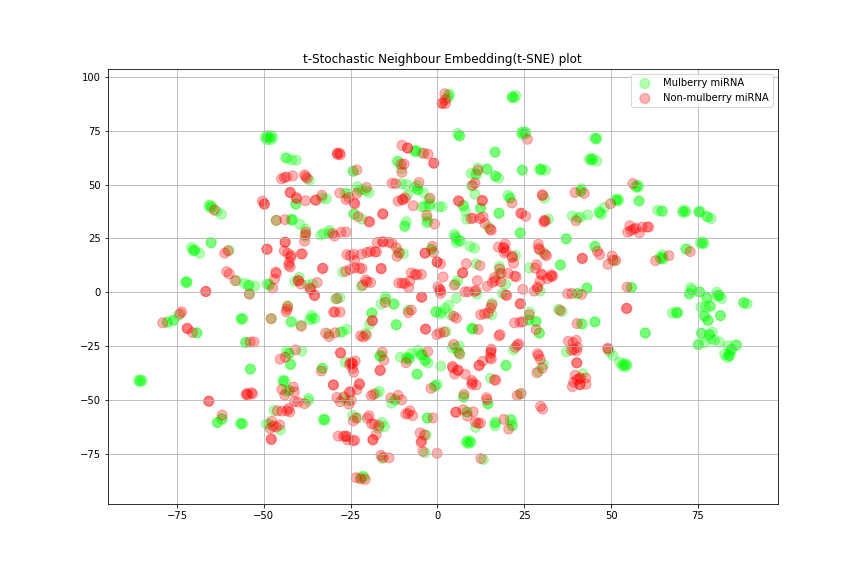 t-Stochastic Neighbour Embedding(t-SNE) plot
Mulberry miRNA
Non-mulberry miRNA
100
75
50
25
0
−25
−50
−75
−75 −50 −25 0 25 50 75